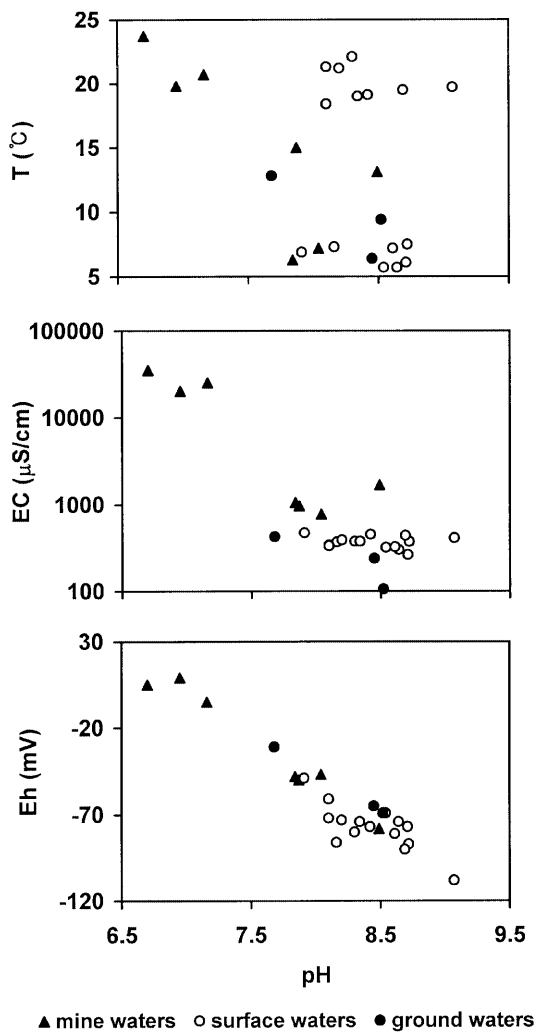 25
20
15
10
5
T (℃)
100000
10000
1000
100
EC (μS/cm)
30
-20
-70
-120
Eh (mV)
6.5 7.5 8.5 9.5
pH
▲ mine waters ○ surface waters ● ground waters